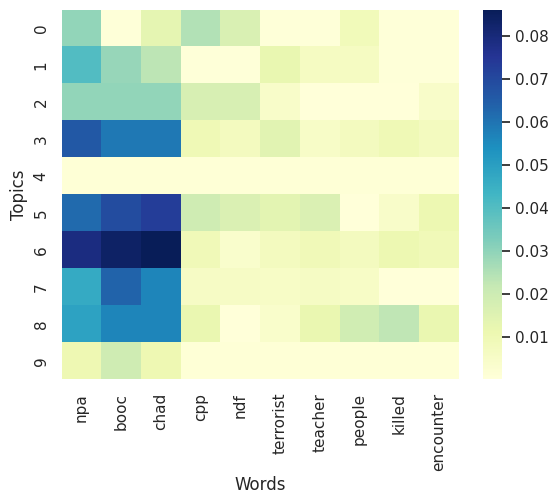 0
1
2
3
4
5
6
7
8
9
Topics
npa
booc
chad
cpp
ndf
terrorist
teacher
people
killed
encounter
Words
0.08
0.07
0.06
0.05
0.04
0.03
0.02
0.01